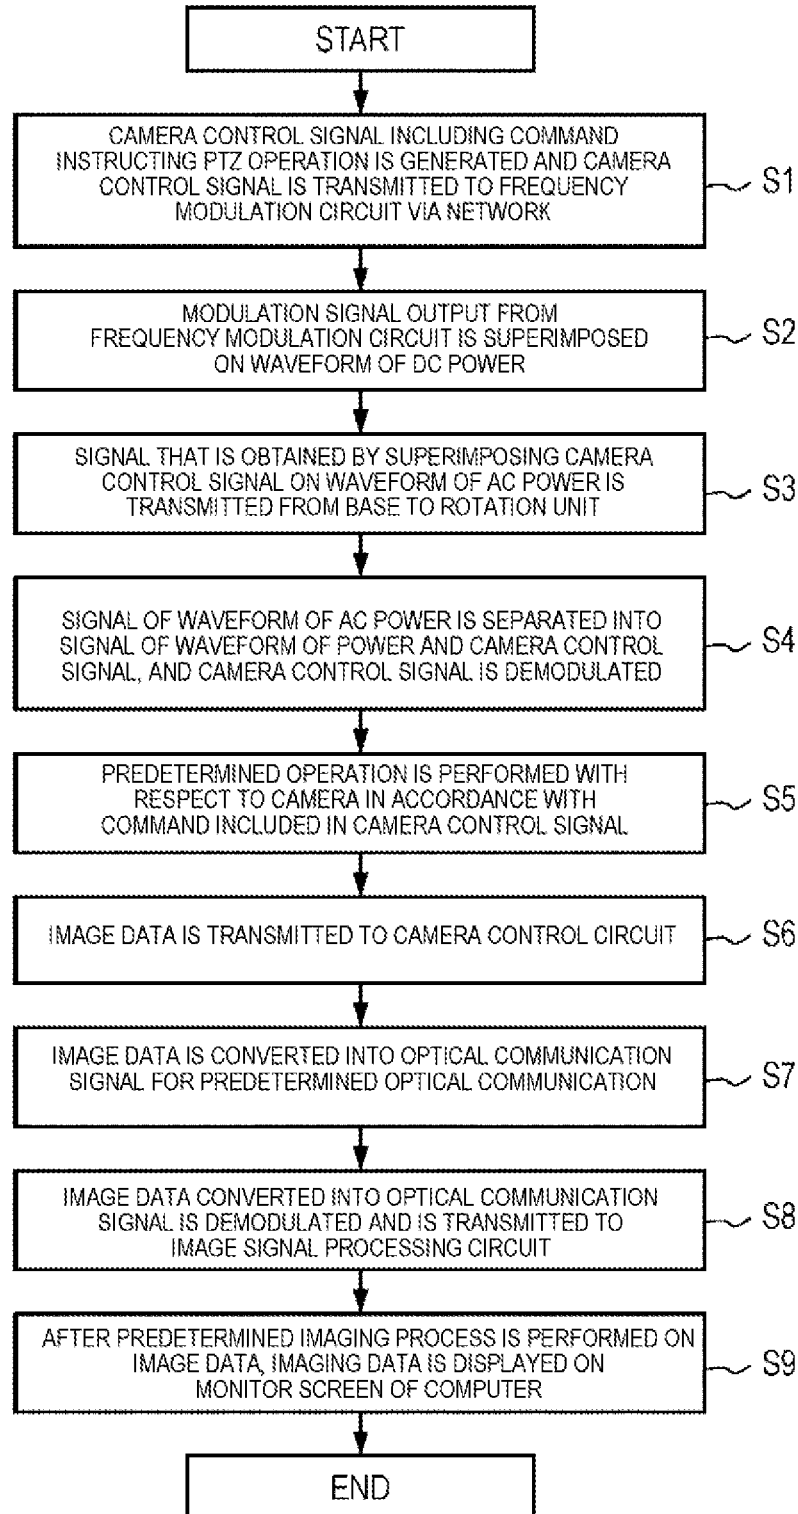 START
CAMERA CONTROL SIGNAL INCLUDING COMMAND
INSTRUCTING PTZ OPERATION IS GENERATED AND CAMERA
CONTROL SIGNAL IS TRANSMITTED TO FREQUENCY
MODULATION CIRCUIT VIA NETWORK
S1
MODULATION SIGNAL OUTPUT FROM
FREQUENCY MODULATION CIRCUIT IS SUPERIMPOSED
ON WAVEFORM OF DC POWER
S2
SIGNAL THAT IS OBTAINED BY SUPERIMPOSING CAMERA
CONTROL SIGNAL ON WAVEFORM OF AC POWER IS
TRANSMITTED FROM BASE TO ROTATION UNIT
S3
SIGNAL OF WAVEFORM OF AC POWER IS SEPARATED INTO
SIGNAL OF WAVEFORM OF POWER AND CAMERA CONTROL
SIGNAL, AND CAMERA CONTROL SIGNAL IS DEMODULATED
S4
PREDETERMINED OPERATION IS PERFORMED WITH
RESPECT TO CAMERA IN ACCORDANCE WITH
COMMAND INCLUDED IN CAMERA CONTROL SIGNAL
S5
IMAGE DATA IS TRANSMITTED TO CAMERA CONTROL CIRCUIT
S6
IMAGE DATA IS CONVERTED INTO OPTICAL COMMUNICATION
SIGNAL FOR PREDETERMINED OPTICAL COMMUNICATION
S7
IMAGE DATA CONVERTED INTO OPTICAL COMMUNICATION
SIGNAL IS DEMODULATED AND IS TRANSMITTED TO
IMAGE SIGNAL PROCESSING CIRCUIT
S8
AFTER PREDETERMINED IMAGING PROCESS IS PERFORMED ON
IMAGE DATA, IMAGING DATA IS DISPLAYED ON
MONITOR SCREEN OF COMPUTER
S9
END